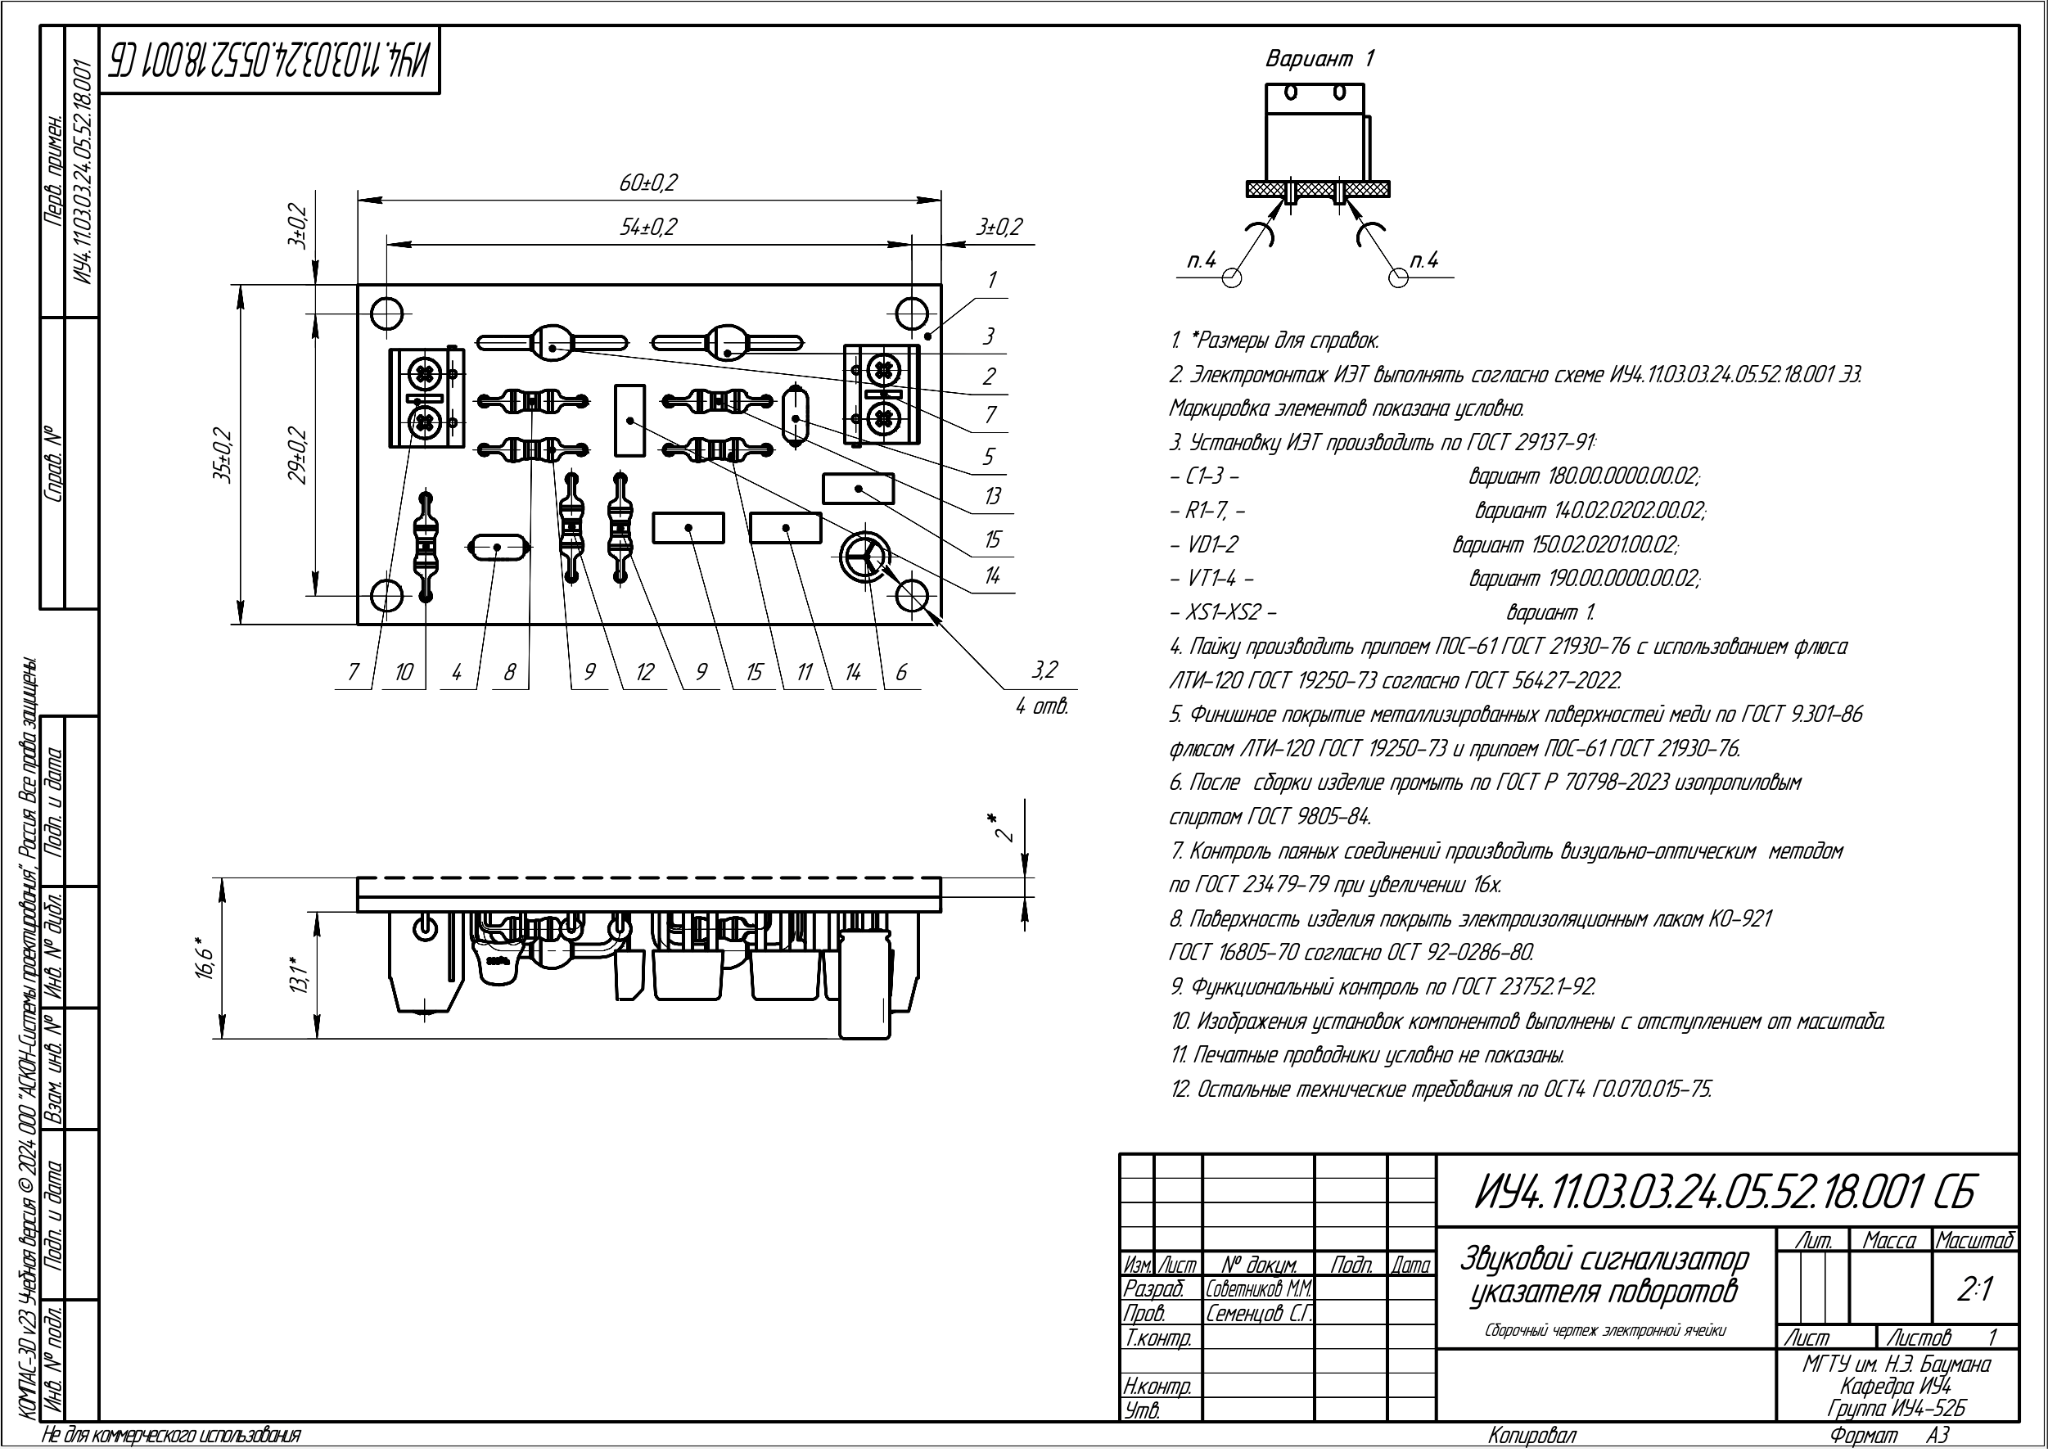 ИУ4.11.03.03.24.05.52.18.001 СБ
Перв. примен.
ИУ4.11.03.03.24.05.52.18.001
Справ. №
Подп. и дата
Инв. № дубл.
Взам. инв. №
Подп. и дата
Инв. № подл.
КОМПАС-3D v23 Учебная версия © 2024 ООО "АСКОН-Системы проектирования", Россия. Все права защищены.
Не для коммерческого использования
60±0,2
54±0,2
3±0,2
3±0,2
35±0,2
29±0,2
1
3
2
7
5
13
15
14
7
10
4
8
9
12
9
15
11
14
6
3,2
4 отв.
2*
16,6*
13,1*
Вариант 1
п.4
п.4
1. *Размеры для справок.
2. Электромонтаж ИЭТ выполнять согласно схеме ИУ4.11.03.03.24.05.52.18.001 Э3.
Маркировка элементов показана условно.
3. Установку ИЭТ производить по ГОСТ 29137-91:
- С1-3 - вариант 180.00.0000.00.02;
- R1-7, - вариант 140.02.0202.00.02;
- VD1-2 вариант 150.02.0201.00.02;
- VT1-4 - вариант 190.00.0000.00.02;
- XS1-XS2 - вариант 1.
4. Пайку производить припоем ПОС-61 ГОСТ 21930-76 с использованием флюса
ЛТИ-120 ГОСТ 19250-73 согласно ГОСТ 56427-2022.
5. Финишное покрытие металлизированных поверхностей меди по ГОСТ 9.301-86
флюсом ЛТИ-120 ГОСТ 19250-73 и припоем ПОС-61 ГОСТ 21930-76.
6. После сборки изделие промыть по ГОСТ Р 70798-2023 изопропиловым
спиртом ГОСТ 9805-84.
7. Контроль паяных соединений производить визуально-оптическим методом
по ГОСТ 23479-79 при увеличении 16х.
8. Поверхность изделия покрыть электроизоляционным лаком КО-921
ГОСТ 16805-70 согласно ОСТ 92-0286-80.
9. Функциональный контроль по ГОСТ 23752.1-92.
10. Изображения установок компонентов выполнены с отступлением от масштаба.
11. Печатные проводники условно не показаны.
12. Остальные технические требования по ОСТ4 ГО.070.015-75.
ИУ4.11.03.03.24.05.52.18.001 СБ
Звуковой сигнализатор
указателя поворотов
Сборочный чертеж электронной ячейки
Лит. Масса Масштаб
2:1
Лист Листов 1
МГТУ им. Н.Э. Баумана
Кафедра ИУ4
Группа ИУ4-52Б
Изм. Лист № докум. Подп. Дата
Разраб. Советников М.М.
Пров. Семенцов С.Г.
Т.контр.
Н.контр.
Утв.
Копировал
Формат А3